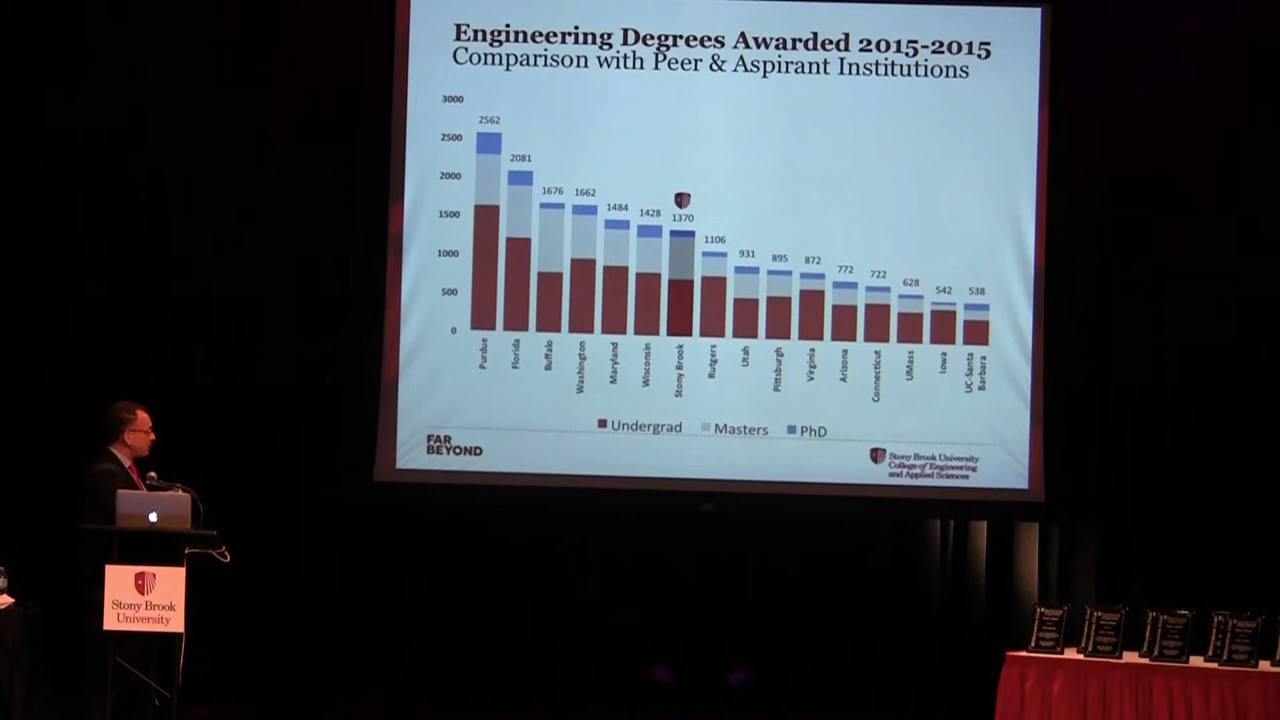 Engineering Degrees Awarded 2015-2015
Comparison with Peer & Aspirant Institutions
3000
2500
2000
1500
1000
500
0
2562
2081
1676
1662
1484
1428
1370
1106
931
895
872
772
722
628
542
538
Purdue
Florida
Buffalo
Washington
Maryland
Wisconsin
Stony Brook
Rutgers
Utah
Pittsburgh
Virginia
Arizona
Connecticut
UMass
Iowa
UC-Santa
Barbara
Undergrad
Masters
PhD
FAR
BEYOND
Stony Brook University
College of Engineering
and Applied Sciences
Stony Brook
University